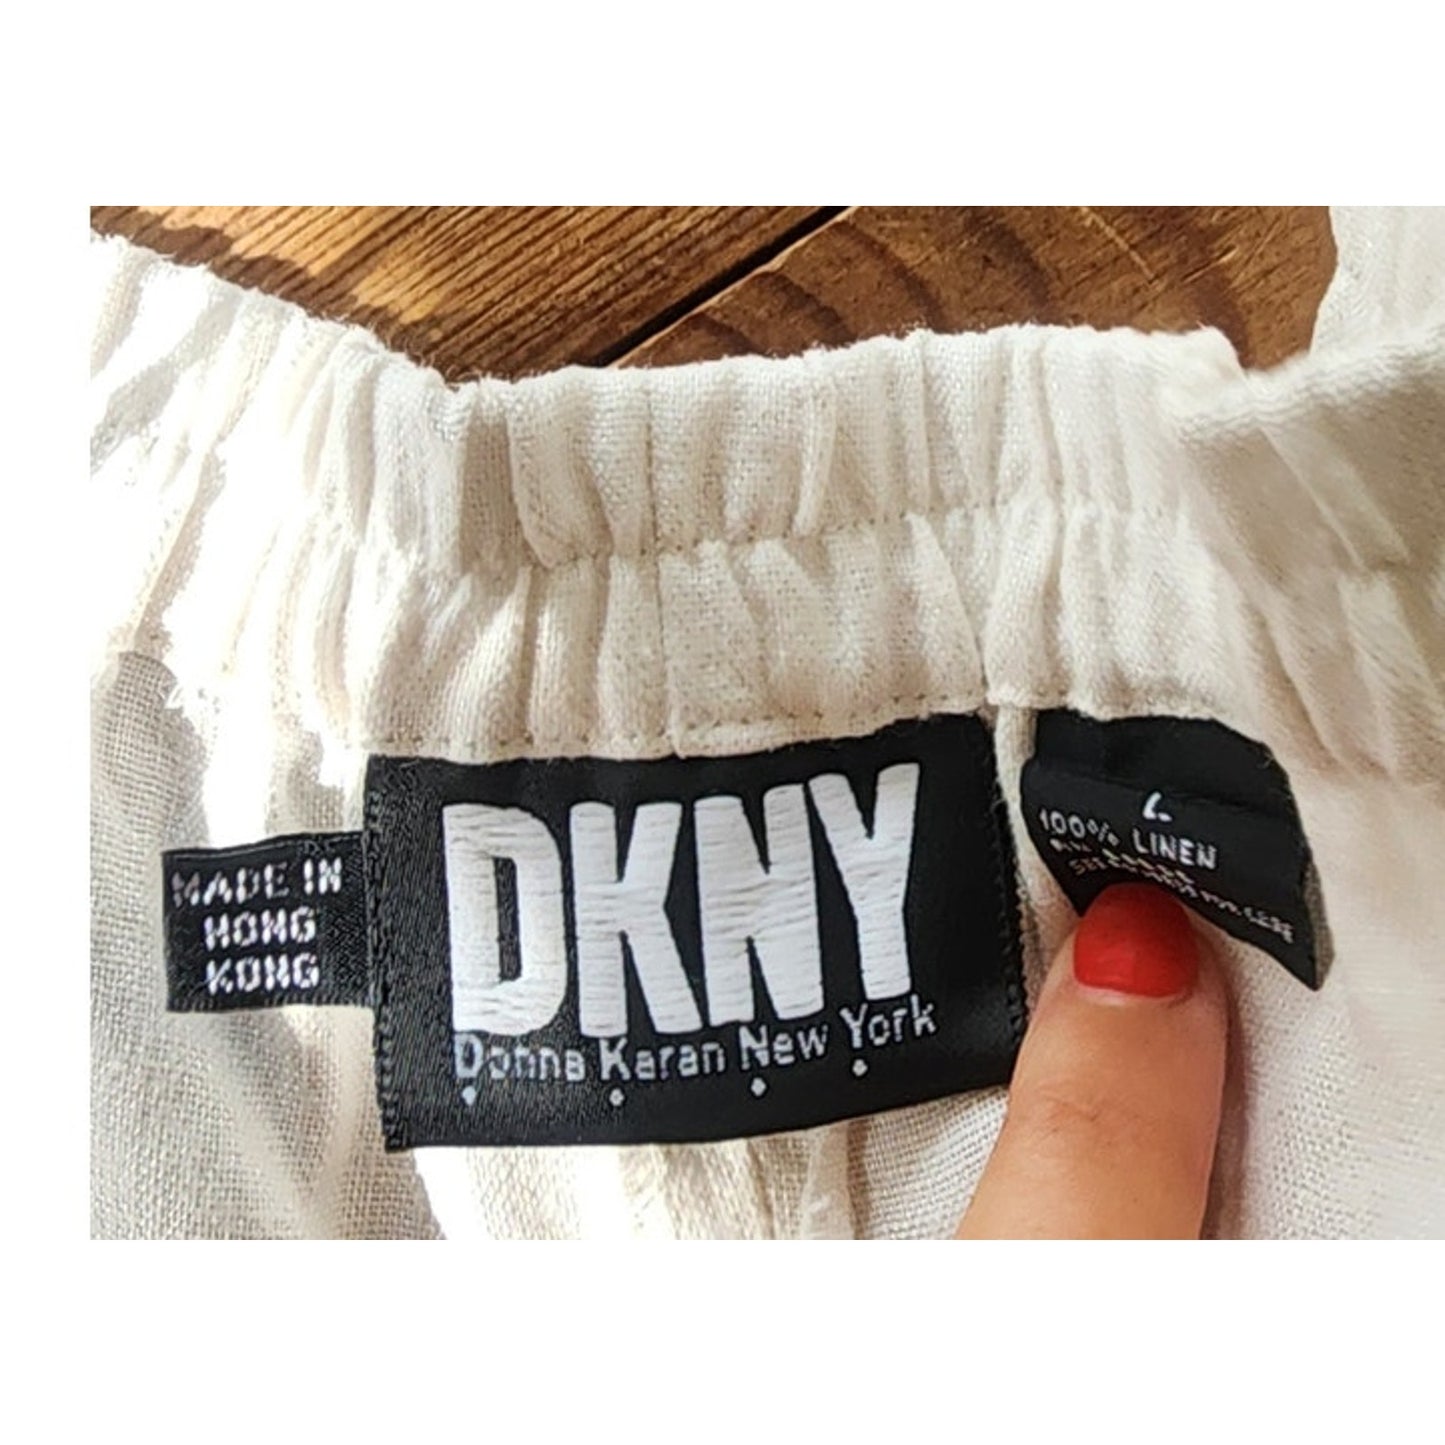 MADE IN
HONG
KONG
DKNY
Donna Karan New York
L
100% LINEN